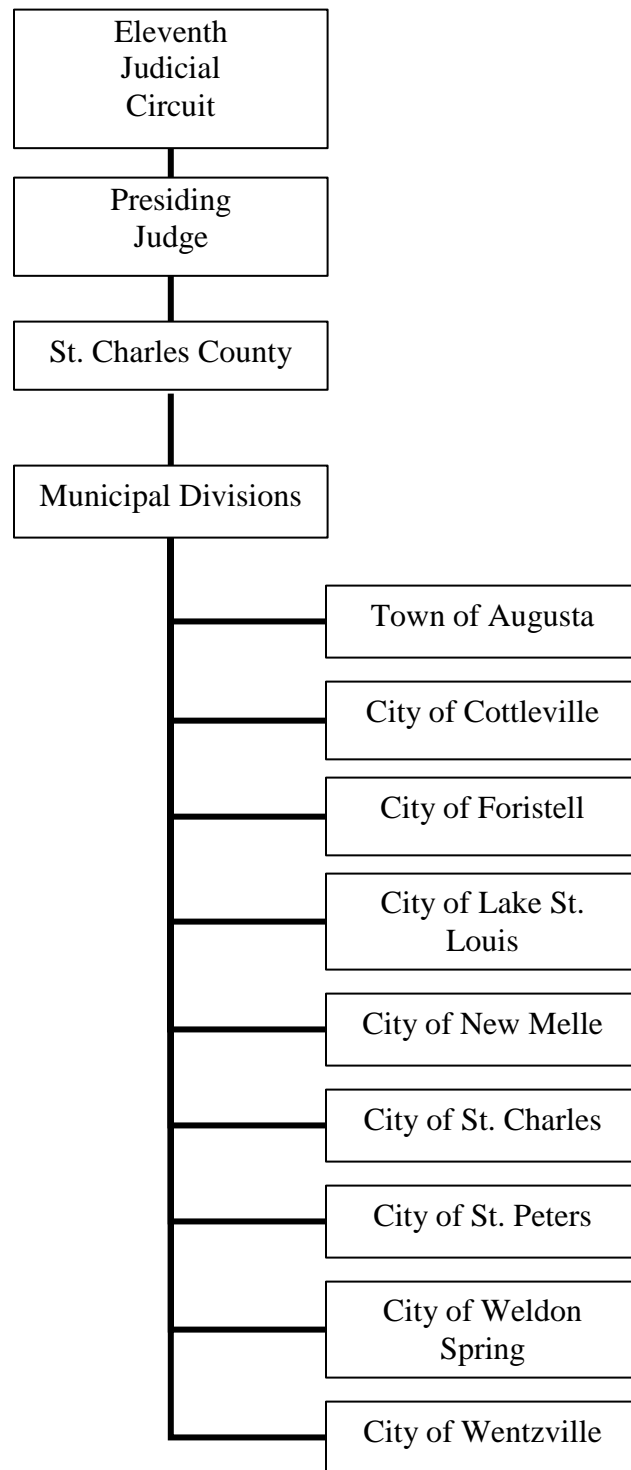 Eleventh
Judicial
Circuit
Presiding
Judge
St. Charles County
Municipal Divisions
Town of Augusta
City of Cottleville
City of Foristell
City of Lake St.
Louis
City of New Melle
City of St. Charles
City of St. Peters
City of Weldon
Spring
City of Wentzville